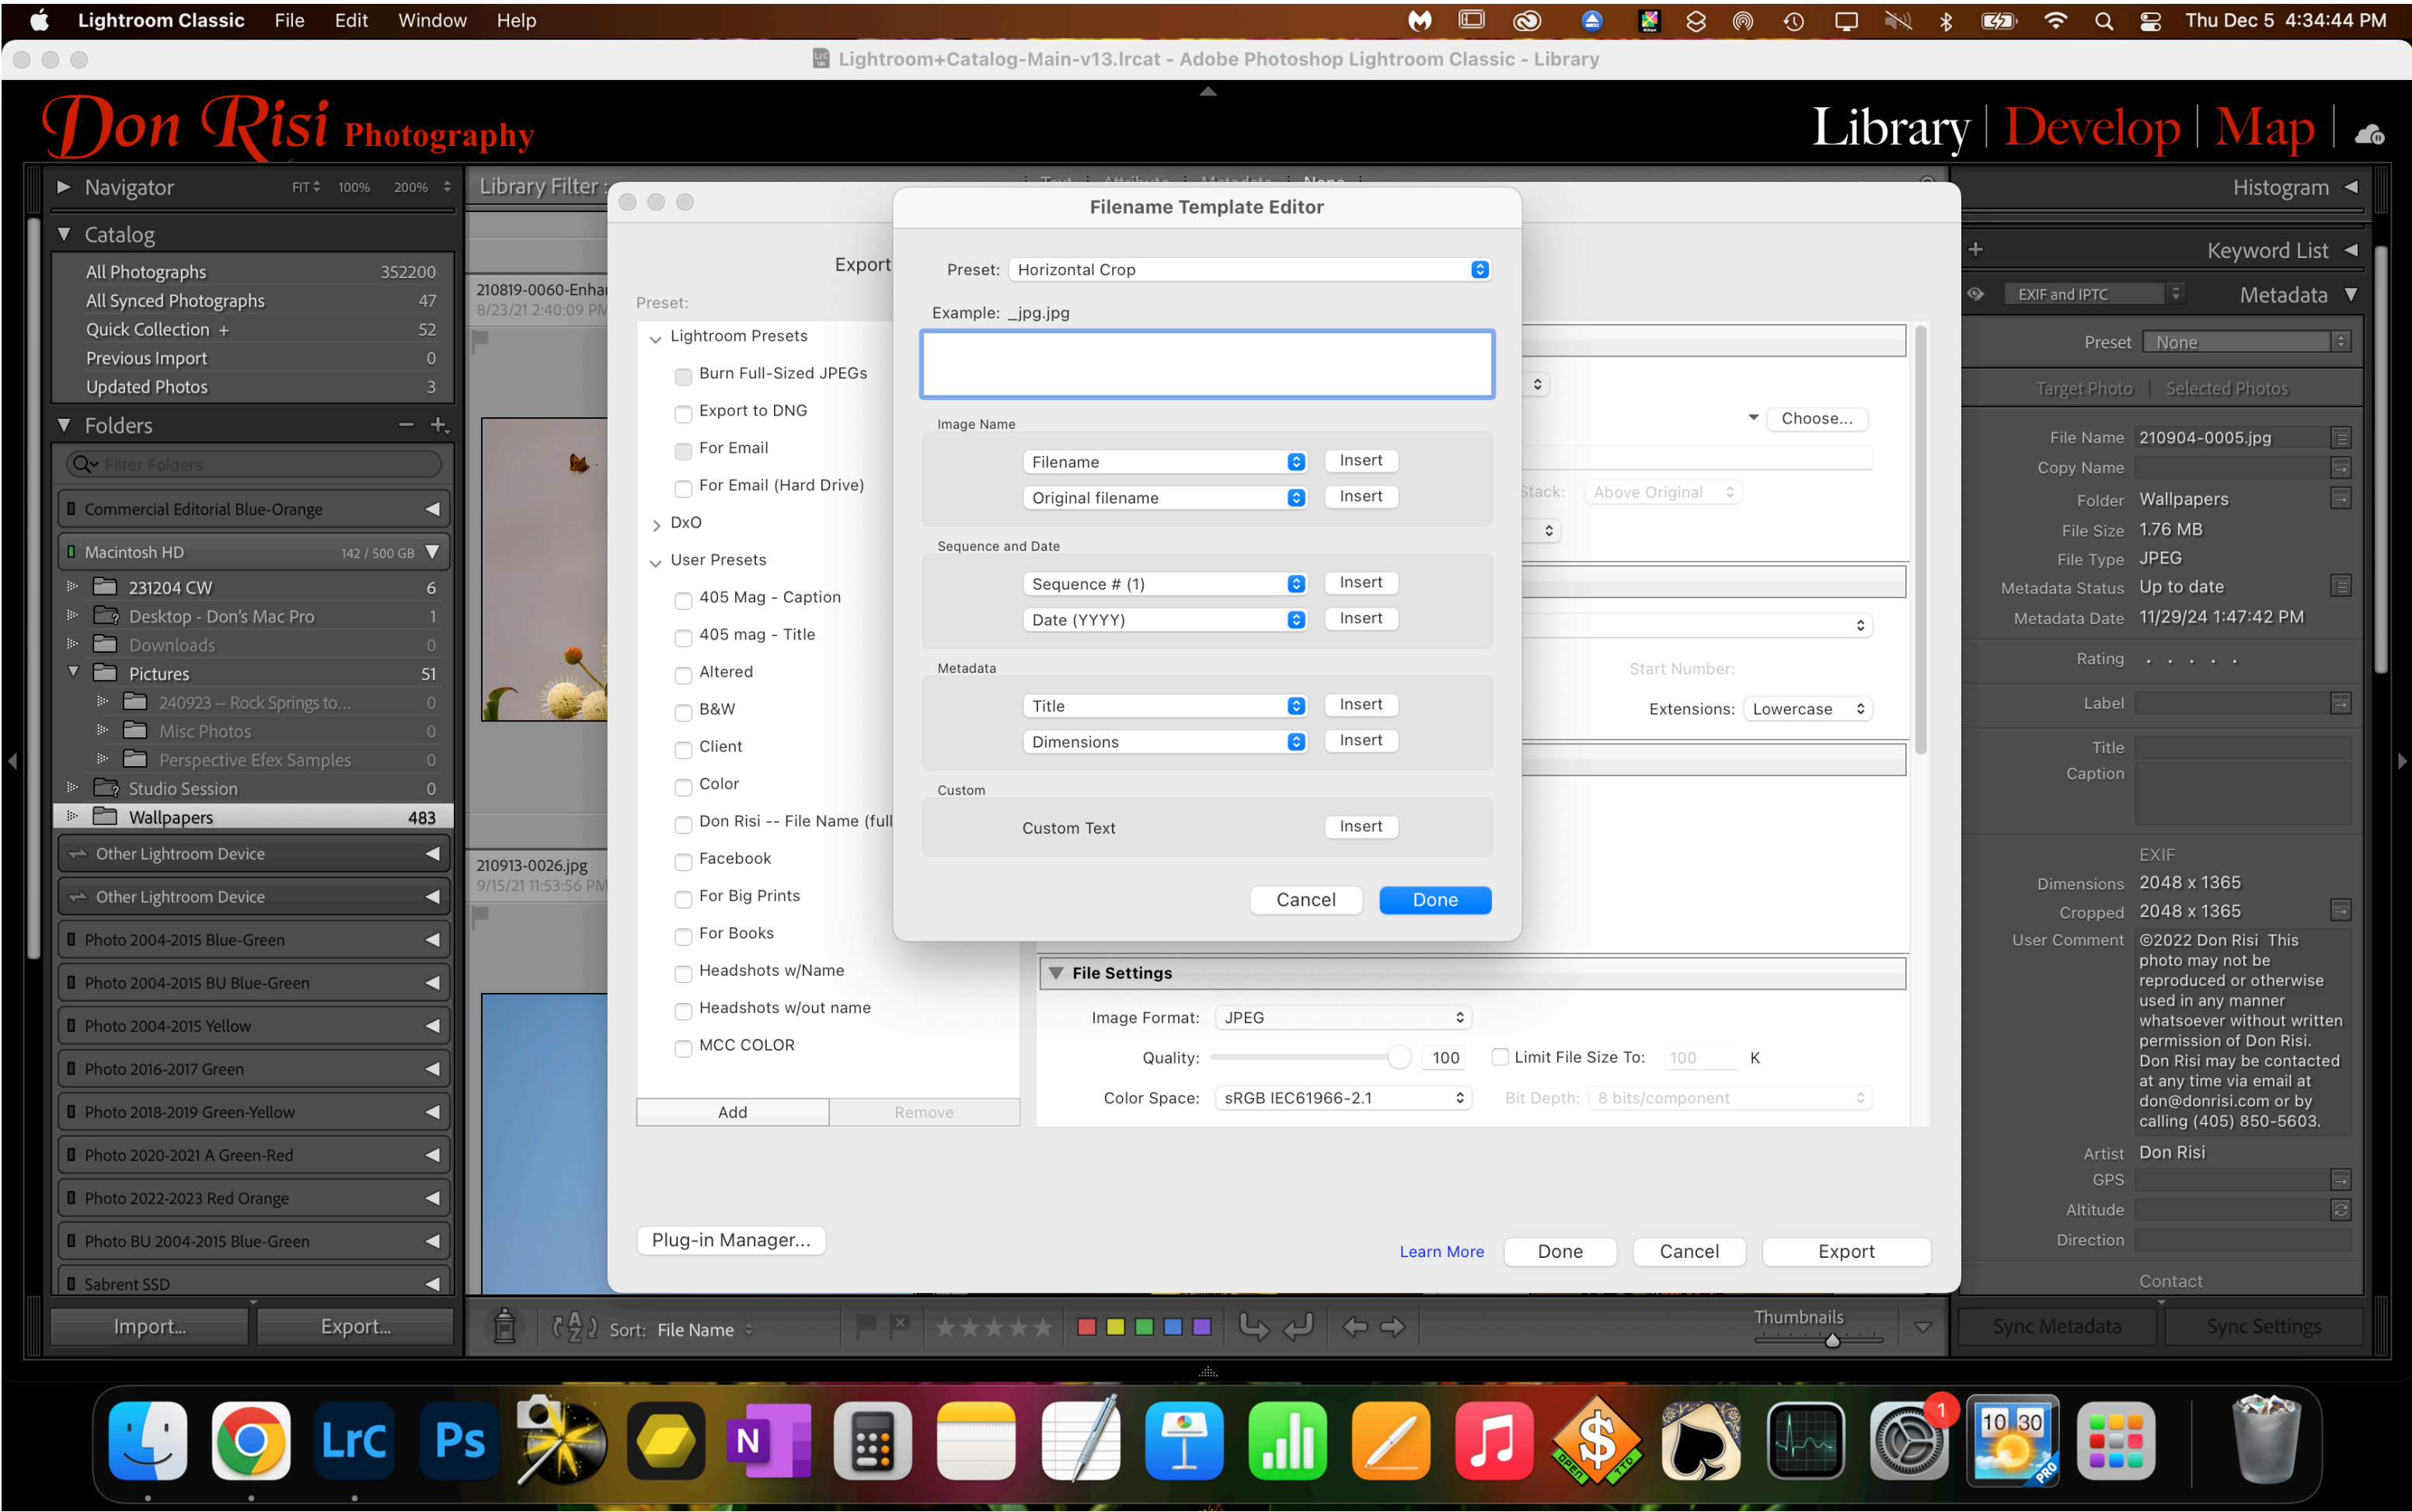 Lightroom Classic File Edit Window Help Thu Dec 5 4:34:44 PM
Lightroom+Catalog-Main-v13.lrcat - Adobe Photoshop Lightroom Classic - Library
Don Risi Photography
Library | Develop | Map
Navigator FIT 100% 200%
Catalog
All Photographs 352200
All Synced Photographs 47
Quick Collection + 52
Previous Import 0
Updated Photos 3
Folders
Filter Folders
Commercial Editorial Blue-Orange
Macintosh HD 142 / 500 GB
231204 CW 6
Desktop - Don's Mac Pro 1
Downloads 0
Pictures 51
240923 -- Rock Springs to... 0
Misc Photos 0
Perspective Efex Samples 0
Studio Session 0
Wallpapers 483
Other Lightroom Device
Other Lightroom Device
Photo 2004-2015 Blue-Green
Photo 2004-2015 BU Blue-Green
Photo 2004-2015 Yellow
Photo 2016-2017 Green
Photo 2018-2019 Green-Yellow
Photo 2020-2021 A Green-Red
Photo 2022-2023 Red Orange
Photo BU 2004-2015 Blue-Green
Sabrent SSD
Import...
Export...
Library Filter :
210819-0060-Enha
8/23/21 2:40:09 PM
210913-0026.jpg
9/15/21 11:53:56 PM
Export
Preset:
Lightroom Presets
Burn Full-Sized JPEGs
Export to DNG
For Email
For Email (Hard Drive)
DxO
User Presets
405 Mag - Caption
405 mag - Title
Altered
B&W
Client
Color
Don Risi -- File Name (full
Facebook
For Big Prints
For Books
Headshots w/Name
Headshots w/out name
MCC COLOR
Add
Remove
Plug-in Manager...
Filename Template Editor
Preset: Horizontal Crop
Example: _jpg.jpg
Image Name
Filename Insert
Original filename Insert
Sequence and Date
Sequence # (1) Insert
Date (YYYY) Insert
Metadata
Title Insert
Dimensions Insert
Custom
Custom Text Insert
Cancel
Done
Choose...
Stack: Above Original
Start Number:
Extensions: Lowercase
File Settings
Image Format: JPEG
Quality: 100 Limit File Size To: 100 K
Color Space: sRGB IEC61966-2.1 Bit Depth: 8 bits/component
Learn More Done Cancel Export
Sort: File Name
Thumbnails
Histogram
Keyword List
EXIF and IPTC Metadata
Preset None
Target Photo | Selected Photos
File Name 210904-0005.jpg
Copy Name
Folder Wallpapers
File Size 1.76 MB
File Type JPEG
Metadata Status Up to date
Metadata Date 11/29/24 1:47:42 PM
Rating
Label
Title
Caption
EXIF
Dimensions 2048 x 1365
Cropped 2048 x 1365
User Comment ©2022 Don Risi This
photo may not be
reproduced or otherwise
used in any manner
whatsoever without written
permission of Don Risi.
Don Risi may be contacted
at any time via email at
don@donrisi.com or by
calling (405) 850-5603.
Artist Don Risi
GPS
Altitude
Direction
Contact
Sync Metadata
Sync Settings
LrC
Ps
N
$
OPEN
TTD
1
10 30
PRO